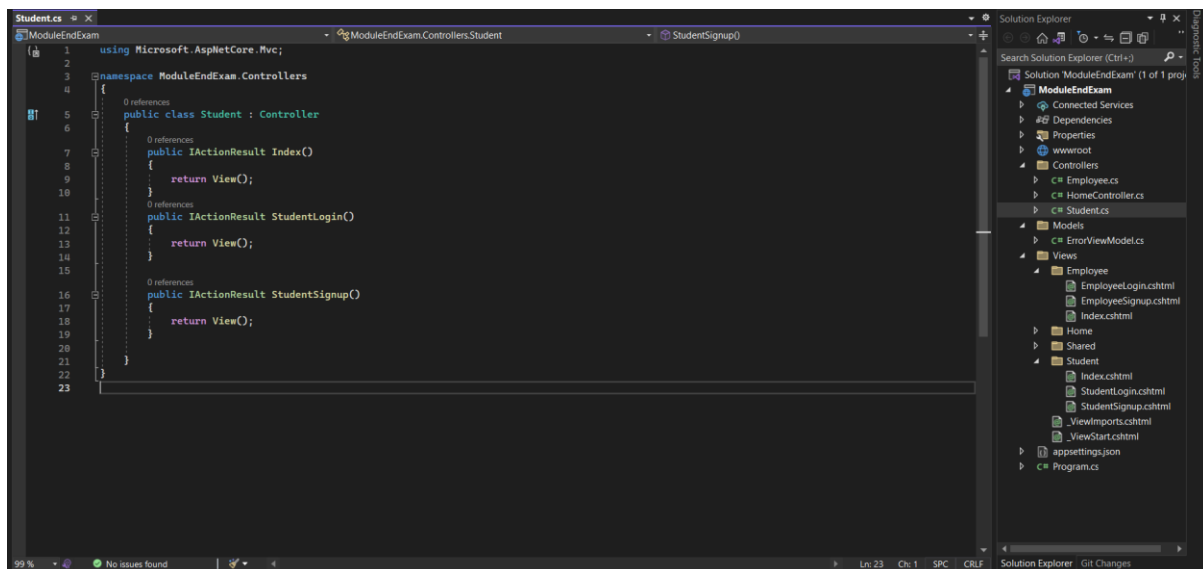 Student.cs
ModuleEndExam
ModuleEndExam.Controllers.Student
StudentSignup()
1 using Microsoft.AspNetCore.Mvc;
2
3 namespace ModuleEndExam.Controllers
4 {
0 references
5 public class Student : Controller
6 {
0 references
7 public IActionResult Index()
8 {
9 return View();
10 }
0 references
11 public IActionResult StudentLogin()
12 {
13 return View();
14 }
15
0 references
16 public IActionResult StudentSignup()
17 {
18 return View();
19 }
20
21 }
22 }
23
99 %
No issues found
Ln: 23 Ch: 1 SPC CRLF
Solution Explorer
Search Solution Explorer (Ctrl+;)
Solution 'ModuleEndExam' (1 of 1 proj
ModuleEndExam
Connected Services
Dependencies
Properties
wwwroot
Controllers
C# Employee.cs
C# HomeController.cs
C# Student.cs
Models
C# ErrorViewModel.cs
Views
Employee
EmployeeLogin.cshtml
EmployeeSignup.cshtml
Index.cshtml
Home
Shared
Student
Index.cshtml
StudentLogin.cshtml
StudentSignup.cshtml
_ViewImports.cshtml
_ViewStart.cshtml
appsettings.json
C# Program.cs
Solution Explorer Git Changes
Diagnostic Tools